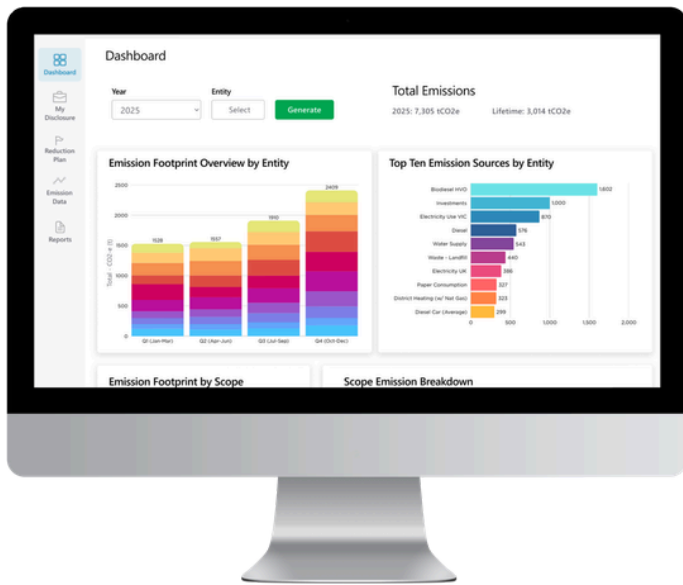 Dashboard
Dashboard
My
Disclosure
Reduction
Plan
Emission
Data
Reports
Year
Entity
2025
Select
Generate
Total Emissions
2025: 7,305 tCO2e
Lifetime: 3,014 tCO2e
Emission Footprint Overview by Entity
Total - CO2-e (t)
2500
2000
1500
1000
500
0
1528
1557
1910
2409
Q1 (Jan-Mar)
Q2 (Apr-Jun)
Q3 (Jul-Sep)
Q4 (Oct-Dec)
Top Ten Emission Sources by Entity
Biodiesel HVO
1,602
Investments
1,000
Electricity Use VIC
870
Diesel
576
Water Supply
543
Waste - Landfill
440
Electricity UK
386
Paper Consumption
327
District Heating (w/ Nat Gas)
323
Diesel Car (Average)
299
0
500
1,000
1,500
2,000
Emission Footprint by Scope
Scope Emission Breakdown